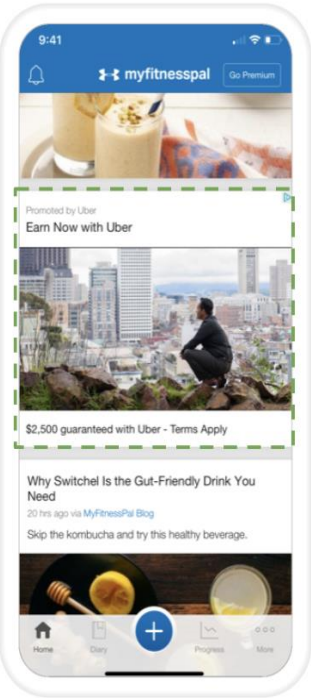 9:41
myfitnesspal
Go Premium
Promoted by Uber
Earn Now with Uber
$2,500 guaranteed with Uber - Terms Apply
Why Switchel Is the Gut-Friendly Drink You
Need
20 hrs ago via MyFitnessPal Blog
Skip the kombucha and try this healthy beverage.
Home
Diary
Progress
More